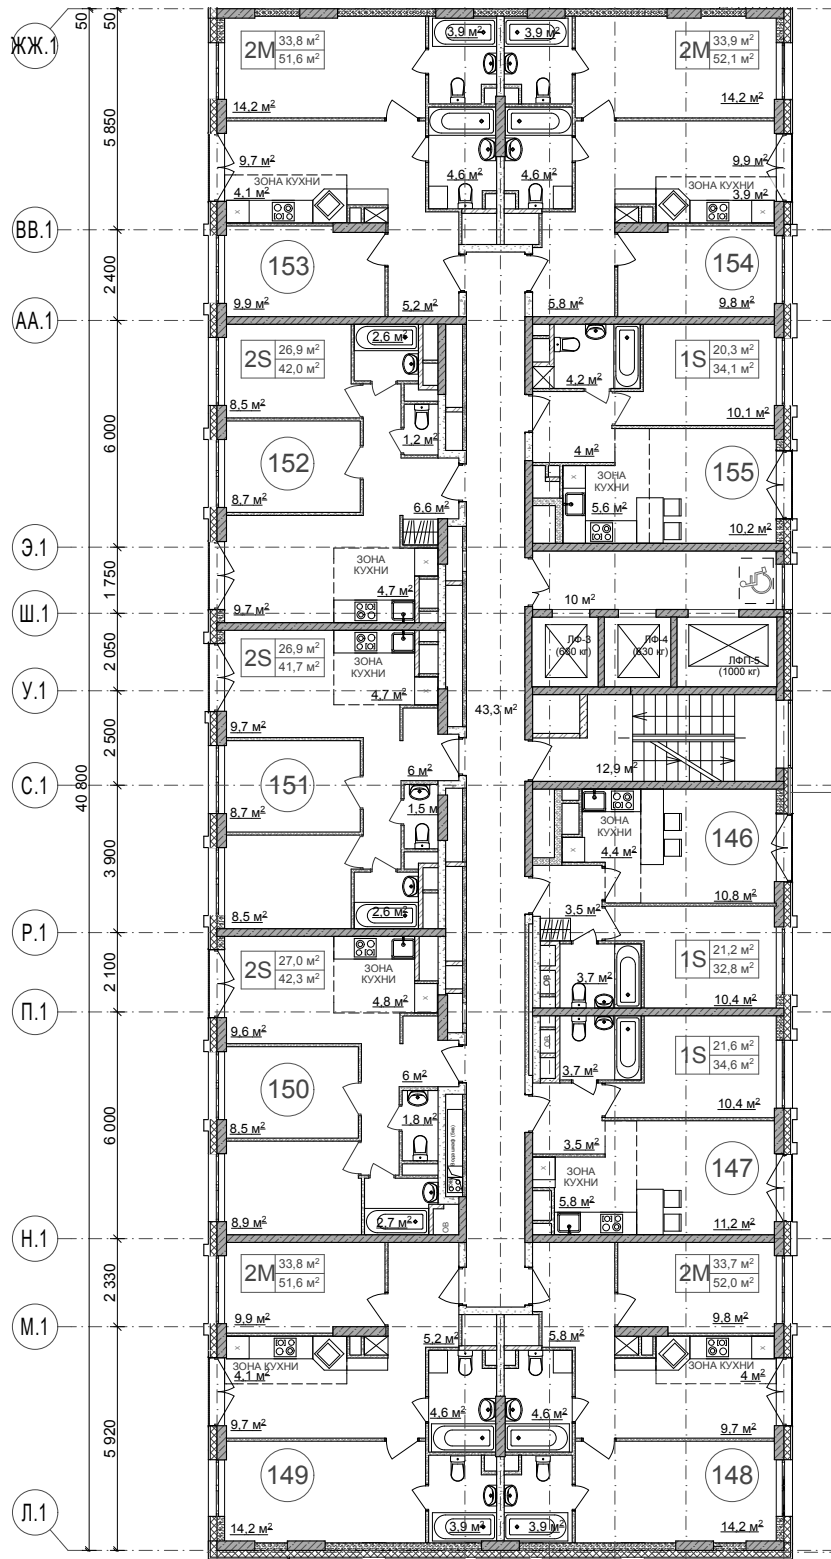 ЖЖ.1
50
50
2М
33,8 м²
51,6 м²
3,9 м²
3,9 м²
2М
33,9 м²
52,1 м²
14,2 м²
14,2 м²
5 850
9,7 м²
ЗОНА КУХНИ
4,1 м²
4,6 м²
4,6 м²
9,9 м²
ЗОНА КУХНИ
3,9 м²
X
X
ВВ.1
153
154
2 400
9,9 м²
5,2 м²
5,8 м²
9,8 м²
АА.1
2S
26,9 м²
42,0 м²
2,6 м²
1S
20,3 м²
34,1 м²
4,2 м²
8,5 м²
10,1 м²
6 000
1,2 м²
4 м²
152
155
ЗОНА
КУХНИ
X
8,7 м²
6,6 м²
5,6 м²
10,2 м²
Э.1
1 750
ЗОНА
КУХНИ
X
4,7 м²
9,7 м²
10 м²
Ш.1
2 050
2S
26,9 м²
41,7 м²
ЗОНА
КУХНИ
4,7 м²
X
ЛФ-3
(630 кг)
ЛФ-4
(630 кг)
ЛФП-5
(1000 кг)
У.1
43,3 м²
2 500
9,7 м²
6 м²
12,9 м²
С.1
40 800
151
1,5 м²
8,7 м²
ЗОНА
КУХНИ
4,4 м²
X
146
3 900
10,8 м²
8,5 м²
2,6 м²
3,5 м²
Р.1
2S
27,0 м²
42,3 м²
ЗОНА
КУХНИ
4,8 м²
X
1S
21,2 м²
32,8 м²
3,7 м²
ОВ
10,4 м²
2 100
П.1
9,6 м²
1S
21,6 м²
34,6 м²
ОВ
3,7 м²
6 м²
150
1,8 м²
10,4 м²
6 000
8,5 м²
3,5 м²
X
ЗОНА
КУХНИ
5,8 м²
147
8,9 м²
2,7 м²
ОВ
11,2 м²
Н.1
2М
33,8 м²
51,6 м²
2М
33,7 м²
52,0 м²
2 330
9,9 м²
9,8 м²
М.1
5,2 м²
5,8 м²
X
X
ЗОНА КУХНИ
4,1 м²
ЗОНА КУХНИ
4 м²
9,7 м²
4,6 м²
4,6 м²
9,7 м²
5 920
149
148
14,2 м²
3,9 м²
3,9 м²
14,2 м²
Л.1